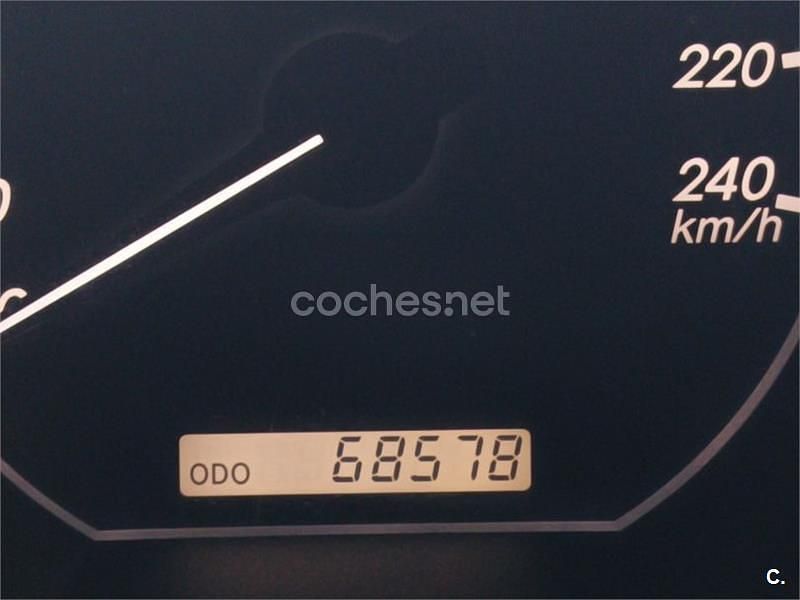 220
240
km/h
coches.net
ODO 68578
c.